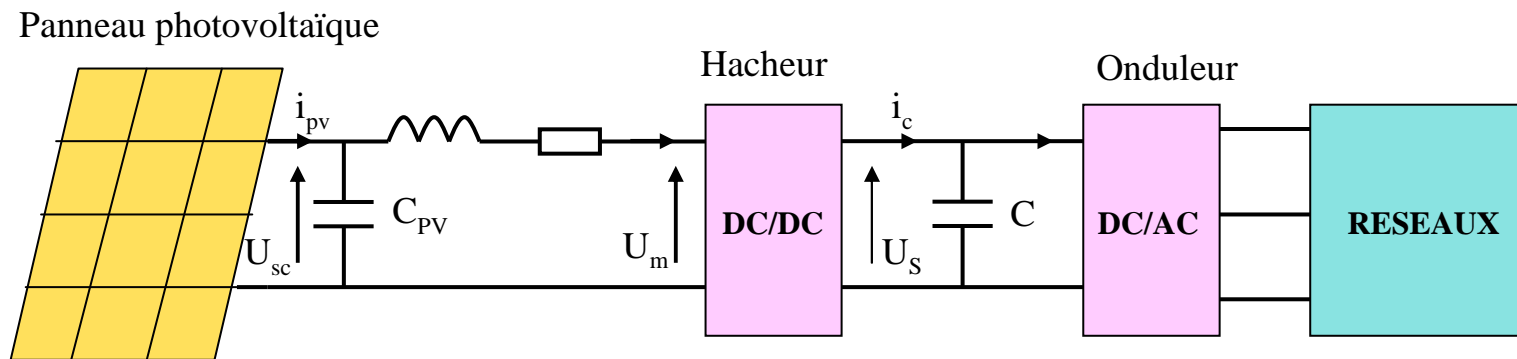 Panneau photovoltaïque
Hacheur
Onduleur
i_pv
i_c
C_PV
DC/DC
C
DC/AC
RESEAUX
U_sc
U_m
U_S